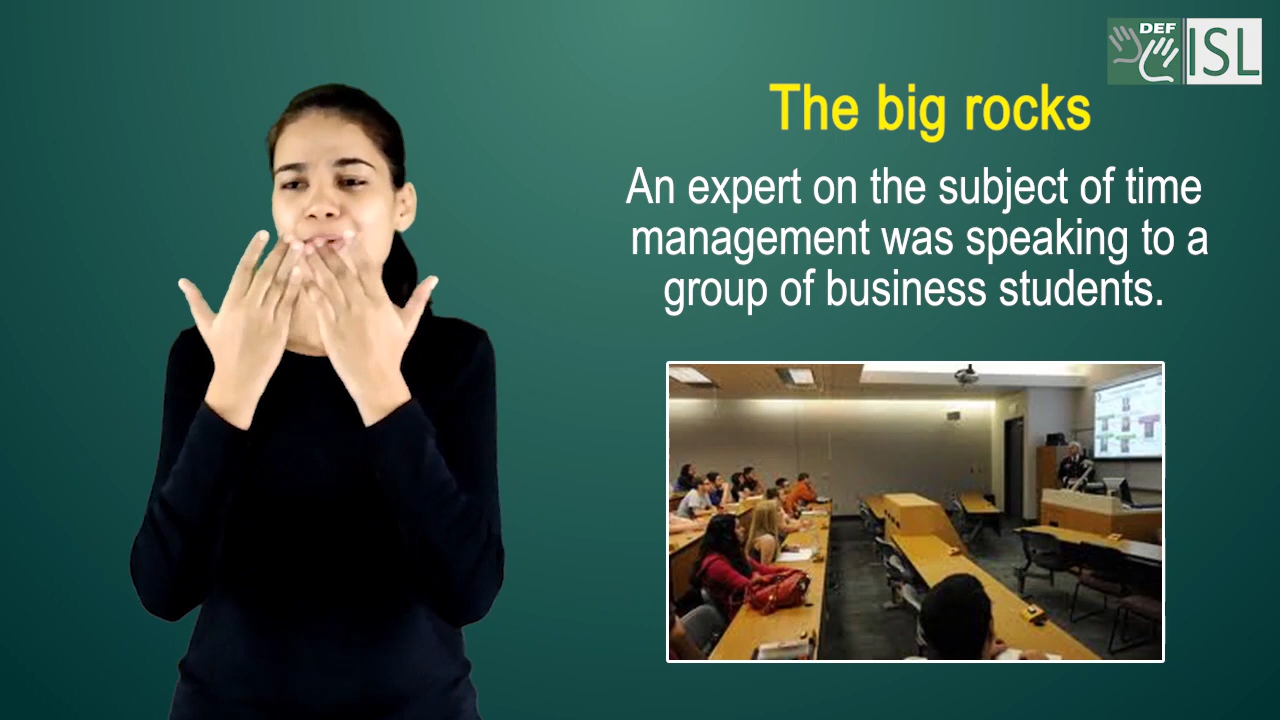 DEF
ISL
The big rocks
An expert on the subject of time
management was speaking to a
group of business students.